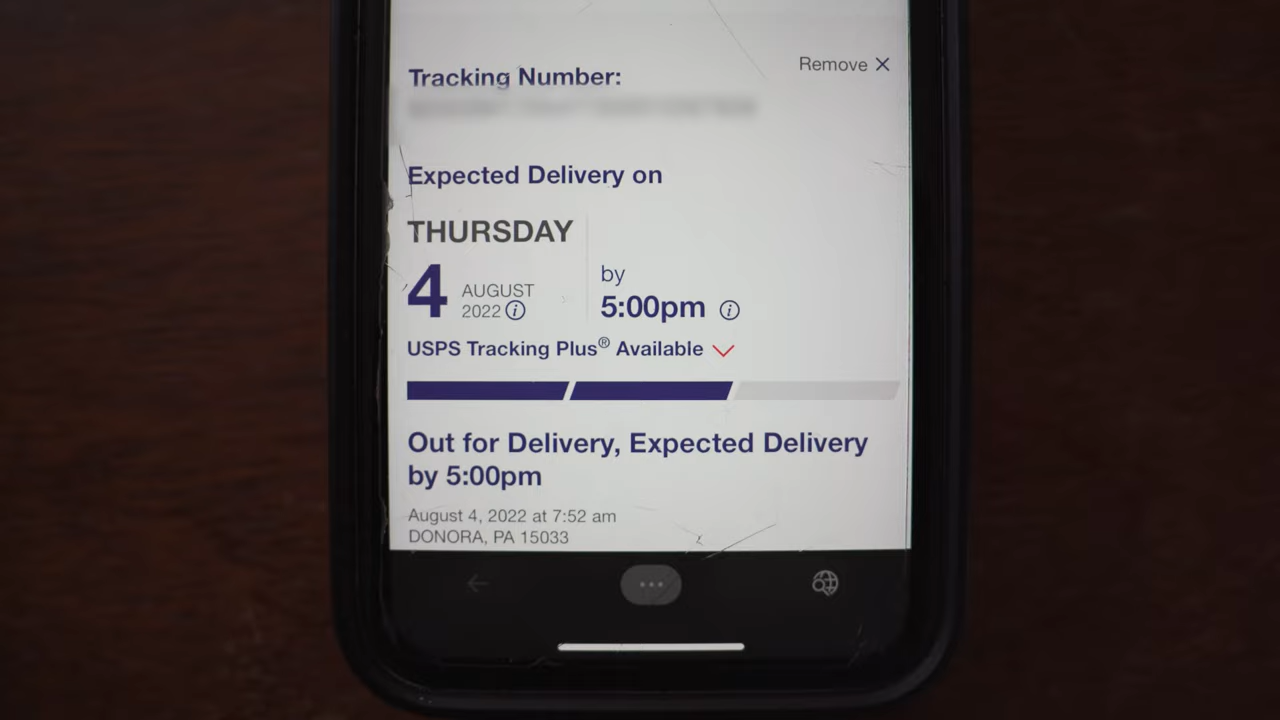 Remove ×
Tracking Number:
Expected Delivery on
THURSDAY
4 AUGUST 2022
by
5:00pm
USPS Tracking Plus® Available
Out for Delivery, Expected Delivery
by 5:00pm
August 4, 2022 at 7:52 am
DONORA, PA 15033